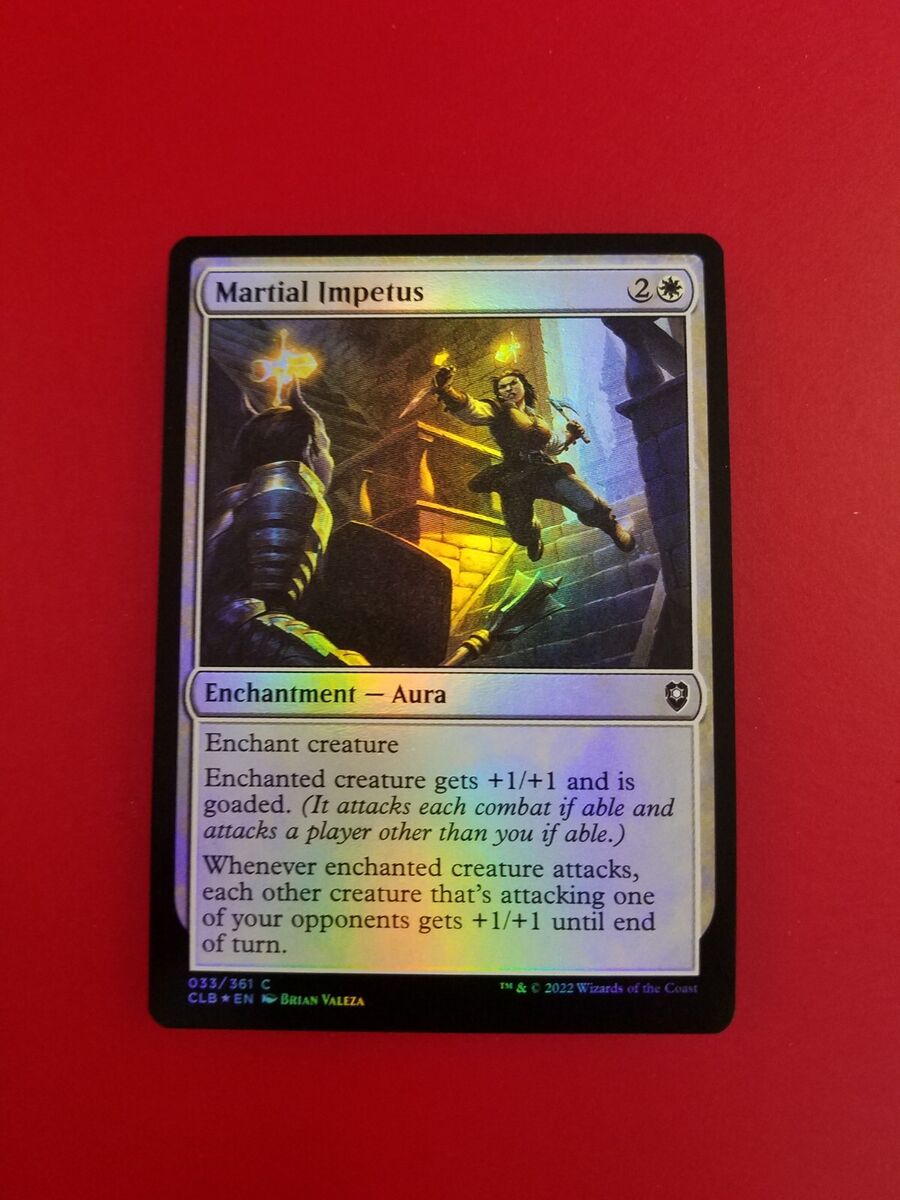 Martial Impetus 2
Enchantment — Aura
Enchant creature
Enchanted creature gets +1/+1 and is
goaded. (It attacks each combat if able and
attacks a player other than you if able.)
Whenever enchanted creature attacks,
each other creature that's attacking one
of your opponents gets +1/+1 until end
of turn.
033/361 C
CLB★EN BRIAN VALEZA
™ & © 2022 Wizards of the Coast